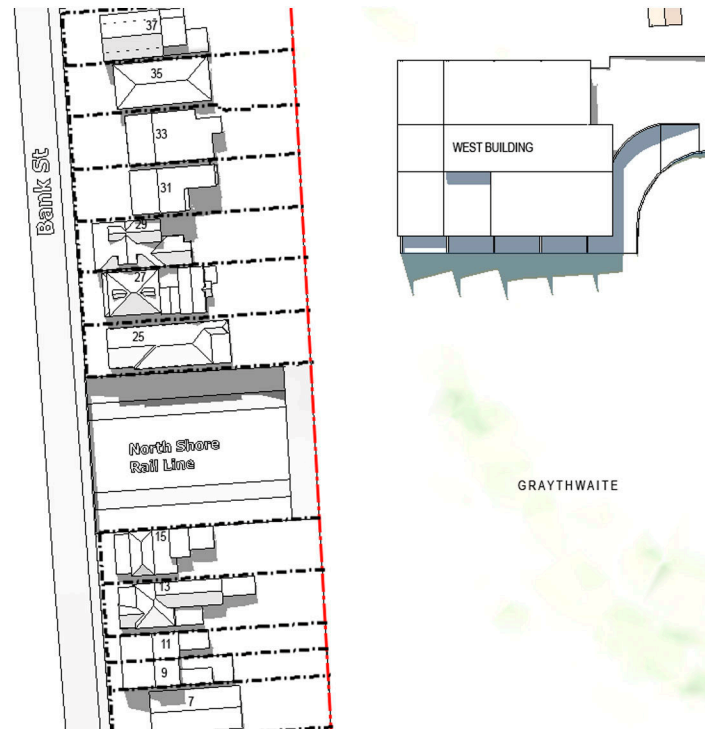 37
35
33
WEST BUILDING
31
Bank St
29
27
25
North Shore
Rail Line
GRAYTHWAITE
15
13
11
9
7